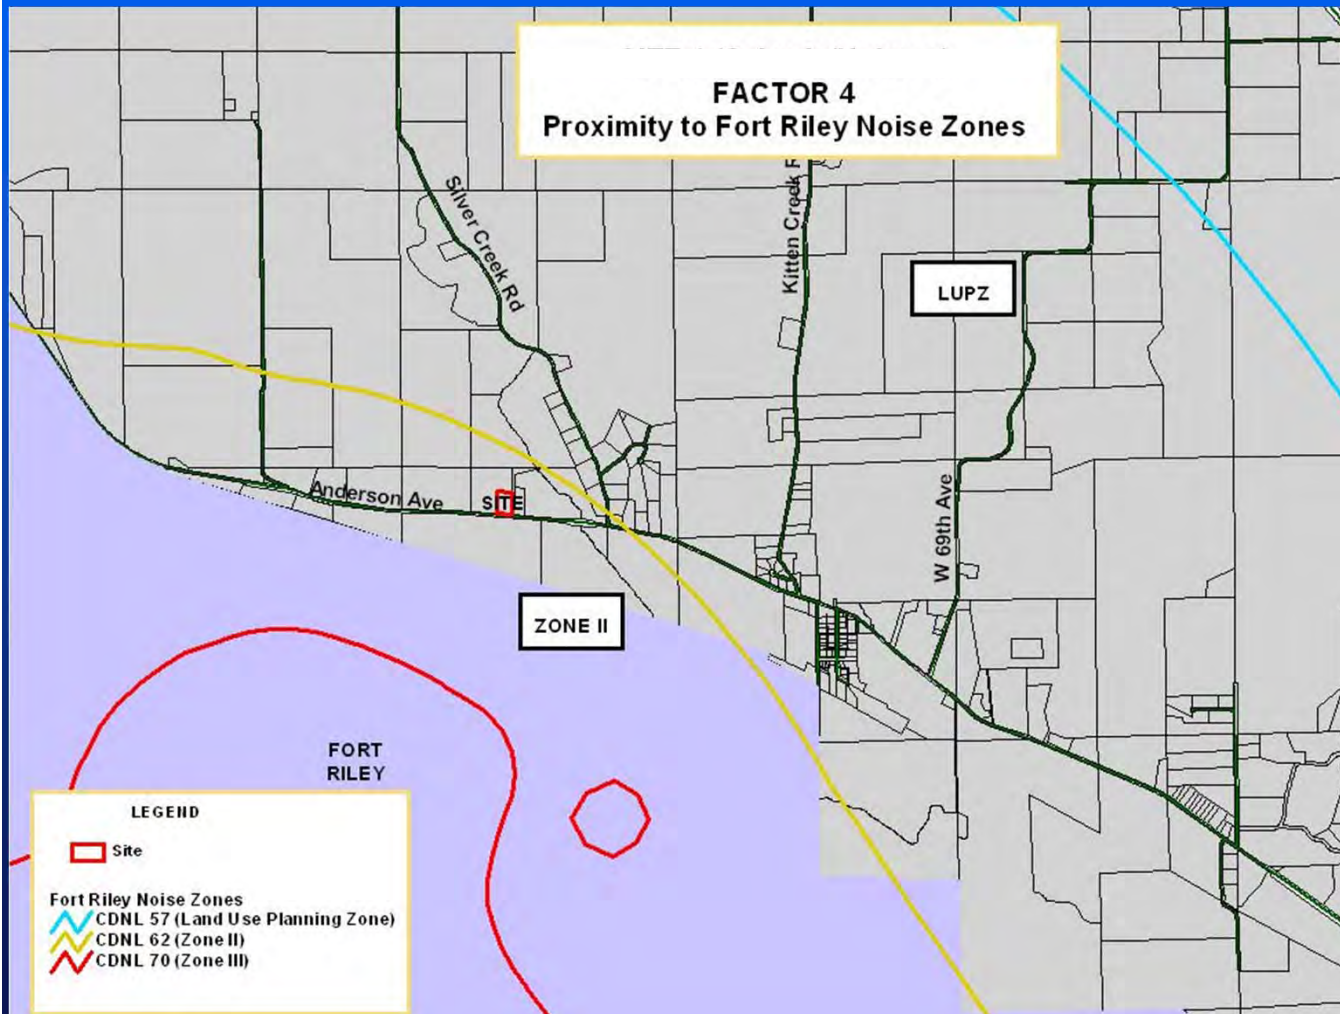 FACTOR 4
Proximity to Fort Riley Noise Zones
Silver Creek Rd
Kitten Creek
LUPZ
Anderson Ave
SITE
W 69th Ave
ZONE II
FORT
RILEY
LEGEND
Site
Fort Riley Noise Zones
CDNL 57 (Land Use Planning Zone)
CDNL 62 (Zone II)
CDNL 70 (Zone III)